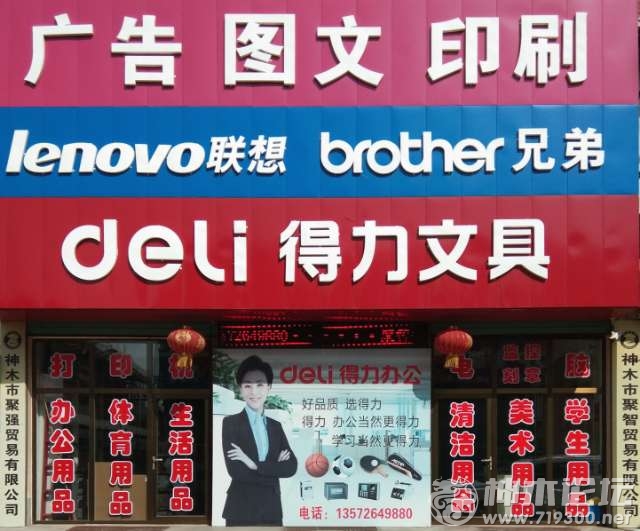 广告 图文 印刷
lenovo联想 brother兄弟
deli 得力文具
打 印 机
办公用品
体育用品
生活用品
deli 得力办公
好品质 选得力
得力 办公当然更得力
学习当然更得力
电话：13572649880
电 脑
监控
刻章
清洁用品
美术用品
学生用品
神木市聚强贸易有限公司
神木市聚智贸易有限公司
神木论坛
www.719300.net